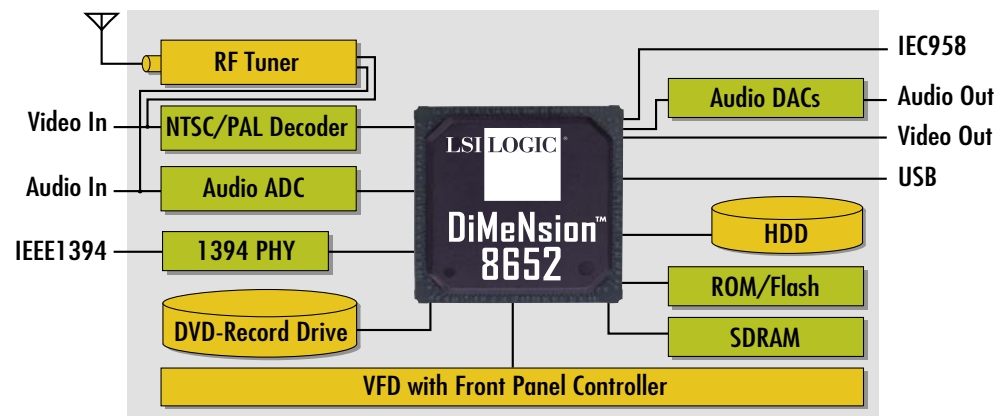 RF Tuner
IEC958
Audio DACs
Audio Out
Video In
NTSC/PAL Decoder
LSI LOGIC®
Video Out
Audio In
Audio ADC
USB
DiMeNsion™
8652
HDD
IEEE1394
1394 PHY
ROM/Flash
DVD-Record Drive
SDRAM
VFD with Front Panel Controller